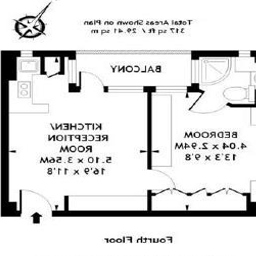 Total Areas Shown on Plan
317 sq ft / 29.41 sq m
BALCONY
KITCHEN/
RECEPTION
ROOM
5.10 x 3.56M
16'9 x 11'8
BEDROOM
4.04 x 2.94M
13'3 x 9'8
Fourth Floor